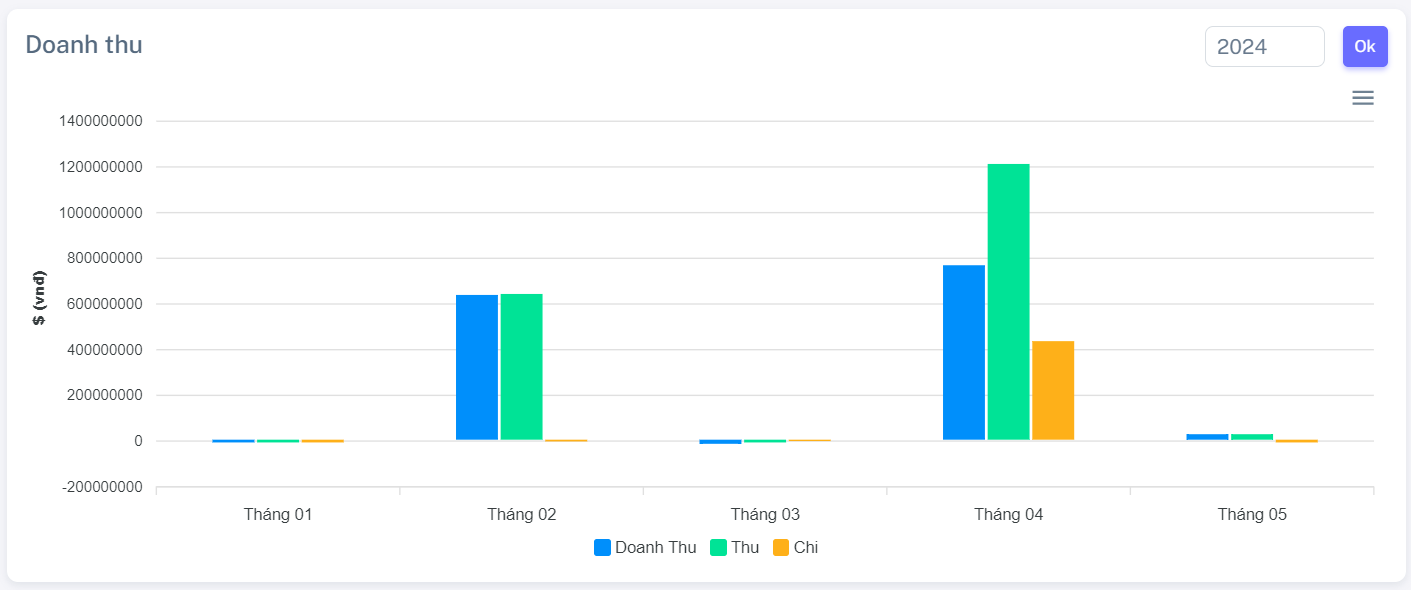 Doanh thu
2024
Ok
1400000000
1200000000
1000000000
800000000
600000000
400000000
200000000
0
-200000000
$ (vnđ)
Tháng 01 Tháng 02 Tháng 03 Tháng 04 Tháng 05
Doanh Thu Thu Chi